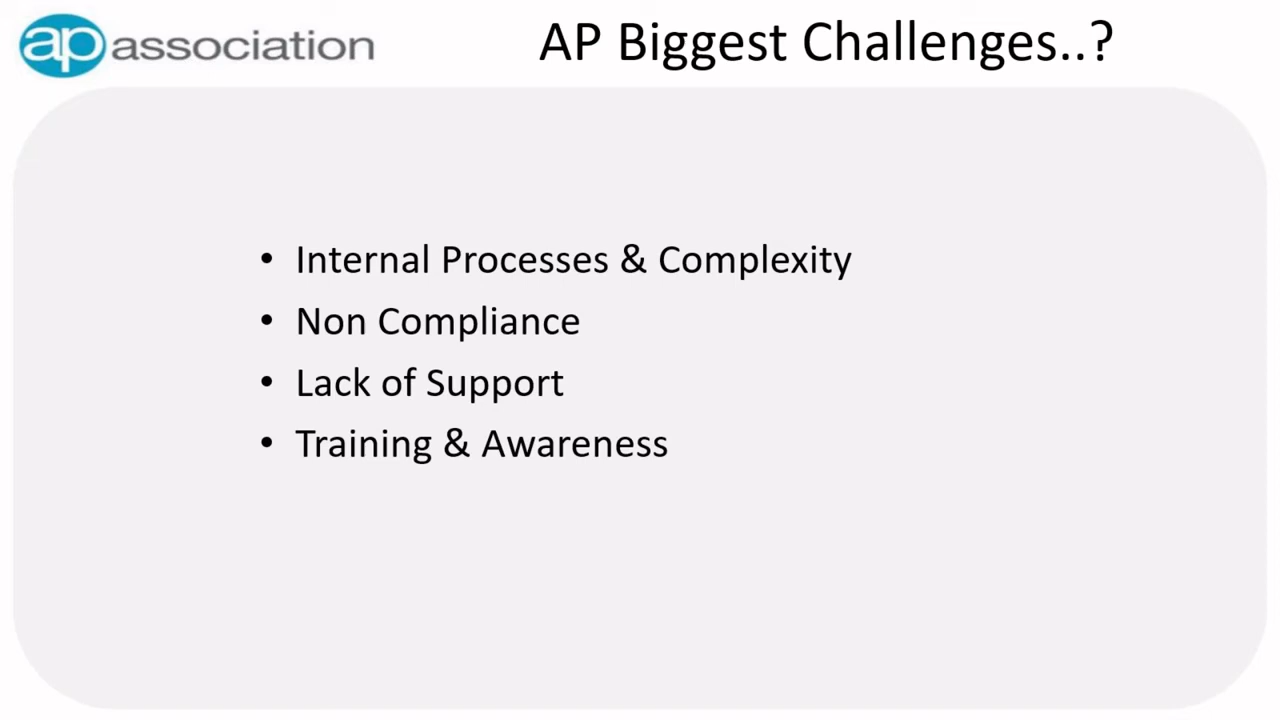 ap association
AP Biggest Challenges..?
• Internal Processes & Complexity
• Non Compliance
• Lack of Support
• Training & Awareness